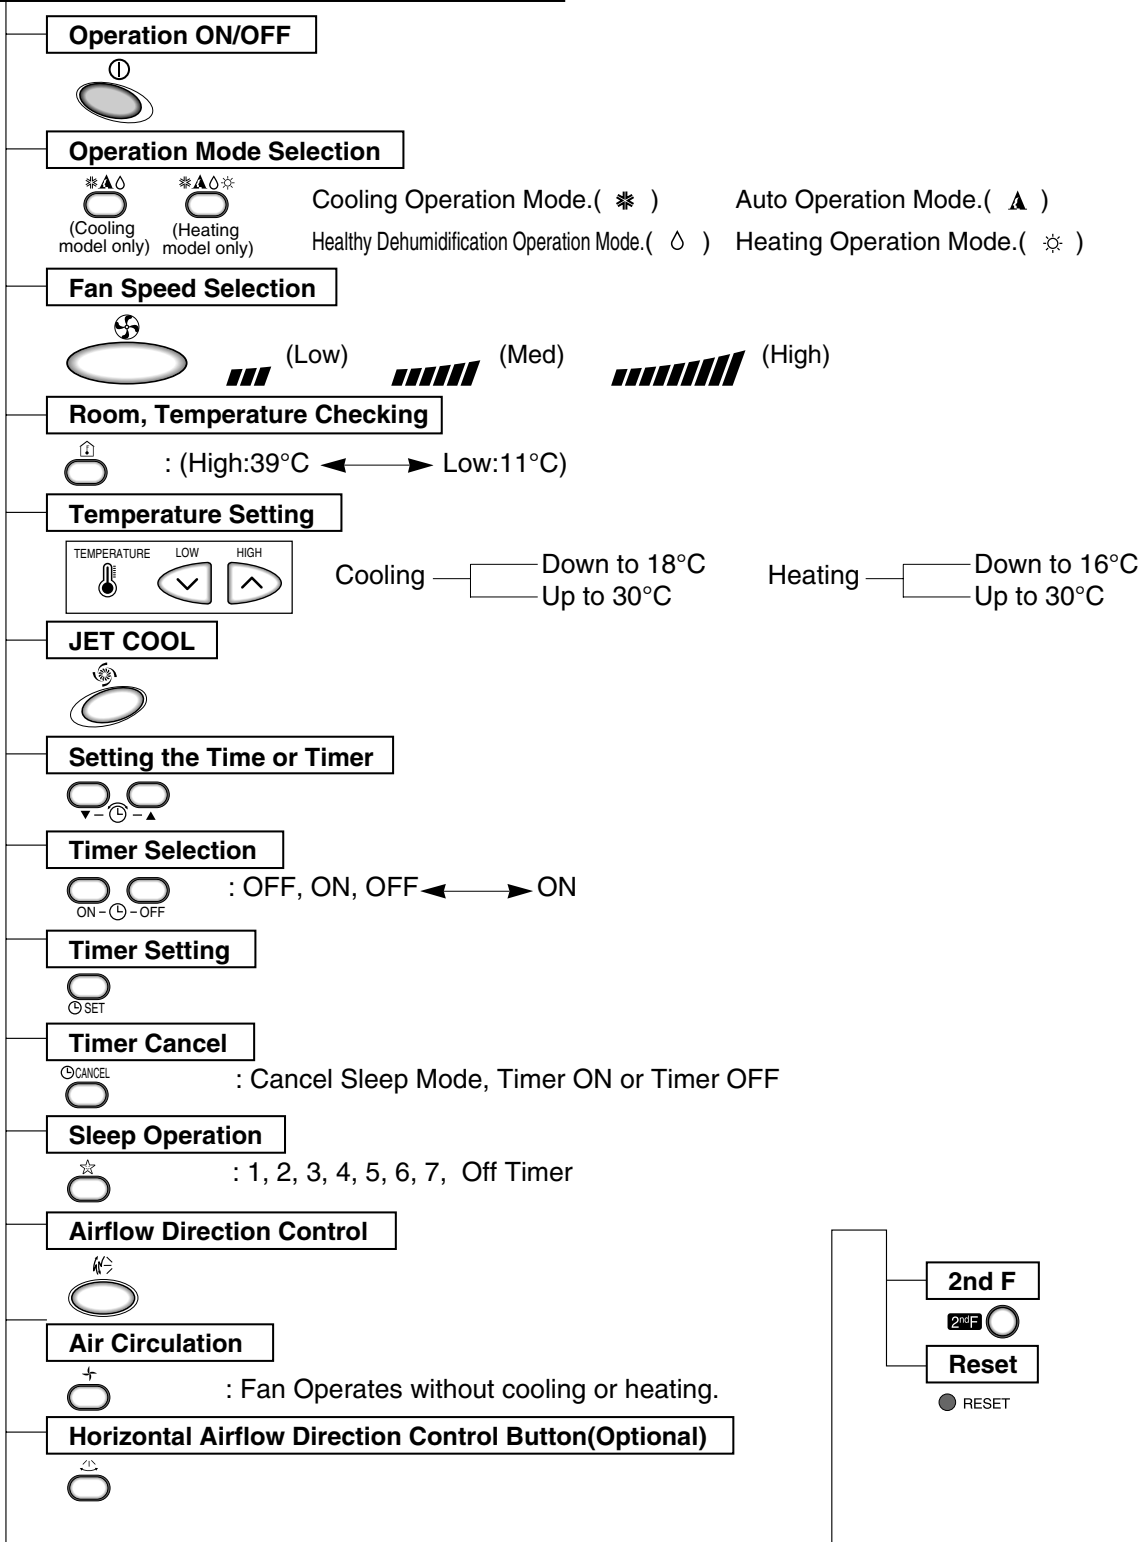 Operation ON/OFF
Operation Mode Selection
(Cooling model only)
(Heating model only)
Cooling Operation Mode.( ) Auto Operation Mode.( )
Healthy Dehumidification Operation Mode.( ) Heating Operation Mode.( )
Fan Speed Selection
(Low) (Med) (High)
Room, Temperature Checking
: (High:39°C Low:11°C)
Temperature Setting
TEMPERATURE LOW HIGH
Cooling
Down to 18°C
Up to 30°C
Heating
Down to 16°C
Up to 30°C
JET COOL
Setting the Time or Timer
▼ – – ▲
Timer Selection
ON – – OFF
: OFF, ON, OFF ON
Timer Setting
SET
Timer Cancel
CANCEL
: Cancel Sleep Mode, Timer ON or Timer OFF
Sleep Operation
: 1, 2, 3, 4, 5, 6, 7, Off Timer
Airflow Direction Control
Air Circulation
: Fan Operates without cooling or heating.
Horizontal Airflow Direction Control Button(Optional)
2nd F
2ndF
Reset
RESET